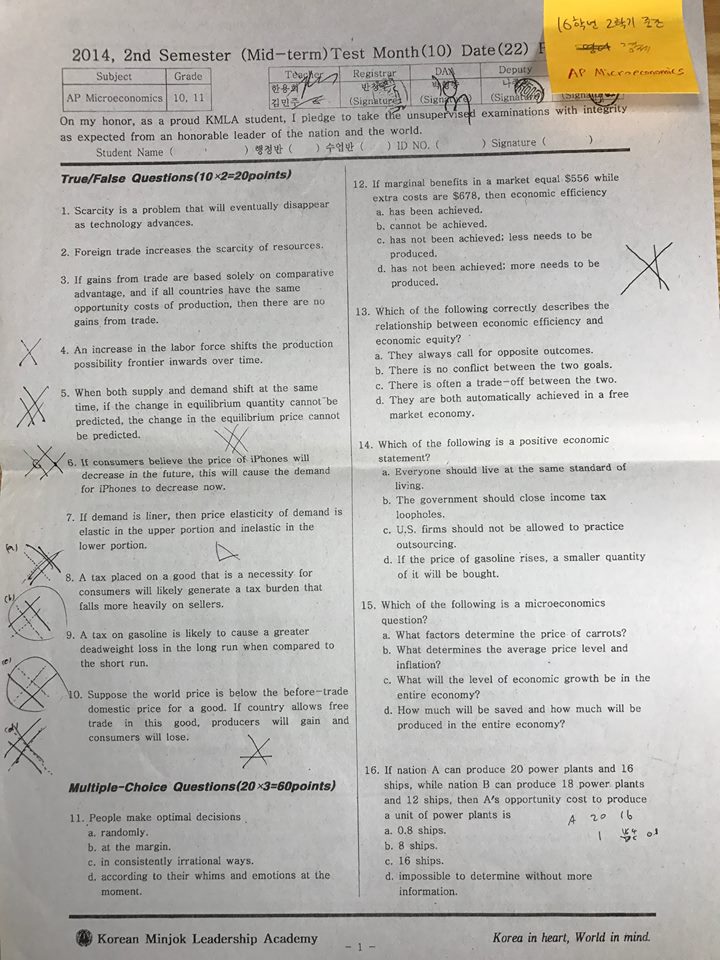 16학년 2학기 중간
경제
AP Microeconomics
2014, 2nd Semester (Mid-term) Test Month(10) Date(22)
Subject Grade Teacher Registrar DAX Deputy
AP Microeconomics 10, 11
한용희
김민주 (Signature) (Signature) (Signature) (Signature)
On my honor, as a proud KMLA student, I pledge to take the unsupervised examinations with integrity
as expected from an honorable leader of the nation and the world.
Student Name ( ) 행정반 ( ) 수업반 ( ) ID NO. ( ) Signature ( )
True/False Questions(10×2=20points)
1. Scarcity is a problem that will eventually disappear
as technology advances.
2. Foreign trade increases the scarcity of resources.
3. If gains from trade are based solely on comparative
advantage, and if all countries have the same
opportunity costs of production, then there are no
gains from trade.
4. An increase in the labor force shifts the production
possibility frontier inwards over time.
5. When both supply and demand shift at the same
time, if the change in equilibrium quantity cannot be
predicted, the change in the equilibrium price cannot
be predicted.
6. If consumers believe the price of iPhones will
decrease in the future, this will cause the demand
for iPhones to decrease now.
7. If demand is liner, then price elasticity of demand is
elastic in the upper portion and inelastic in the
lower portion.
(a)
8. A tax placed on a good that is a necessity for
consumers will likely generate a tax burden that
falls more heavily on sellers.
(b)
9. A tax on gasoline is likely to cause a greater
deadweight loss in the long run when compared to
the short run.
(c)
10. Suppose the world price is below the before-trade
domestic price for a good. If country allows free
trade in this good, producers will gain and
consumers will lose.
(d)
Multiple-Choice Questions(20×3=60points)
11. People make optimal decisions
a. randomly.
b. at the margin.
c. in consistently irrational ways.
d. according to their whims and emotions at the
moment.
12. If marginal benefits in a market equal $556 while
extra costs are $678, then economic efficiency
a. has been achieved.
b. cannot be achieved.
c. has not been achieved; less needs to be
produced.
d. has not been achieved; more needs to be
produced.
13. Which of the following correctly describes the
relationship between economic efficiency and
economic equity?
a. They always call for opposite outcomes.
b. There is no conflict between the two goals.
c. There is often a trade-off between the two.
d. They are both automatically achieved in a free
market economy.
14. Which of the following is a positive economic
statement?
a. Everyone should live at the same standard of
living.
b. The government should close income tax
loopholes.
c. U.S. firms should not be allowed to practice
outsourcing.
d. If the price of gasoline rises, a smaller quantity
of it will be bought.
15. Which of the following is a microeconomics
question?
a. What factors determine the price of carrots?
b. What determines the average price level and
inflation?
c. What will the level of economic growth be in the
entire economy?
d. How much will be saved and how much will be
produced in the entire economy?
16. If nation A can produce 20 power plants and 16
ships, while nation B can produce 18 power plants
and 12 ships, then A's opportunity cost to produce
a unit of power plants is
A 20 16
a. 0.8 ships.
1
b. 8 ships.
c. 16 ships.
d. impossible to determine without more
information.
Korean Minjok Leadership Academy
- 1 -
Korea in heart, World in mind.